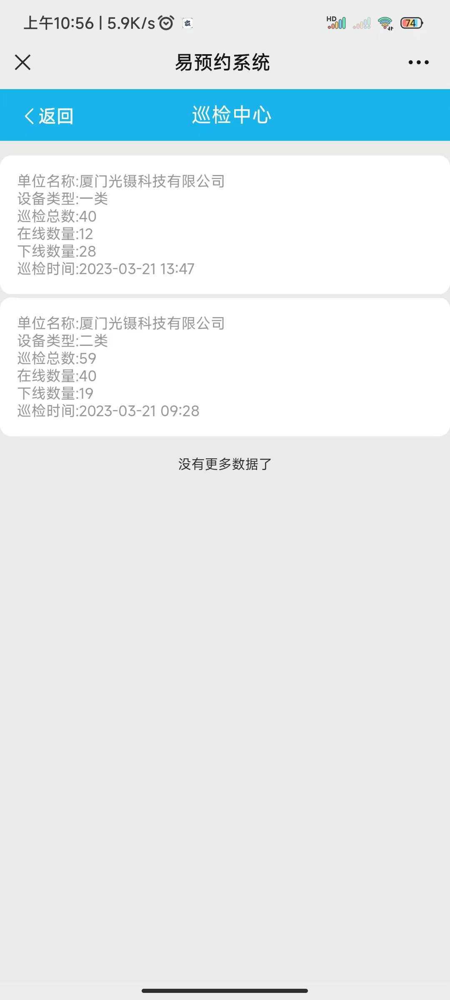 上午10:56 | 5.9K/s
HD
74
易预约系统
返回
巡检中心
单位名称:厦门光镊科技有限公司
设备类型:一类
巡检总数:40
在线数量:12
下线数量:28
巡检时间:2023-03-21 13:47
单位名称:厦门光镊科技有限公司
设备类型:二类
巡检总数:59
在线数量:40
下线数量:19
巡检时间:2023-03-21 09:28
没有更多数据了